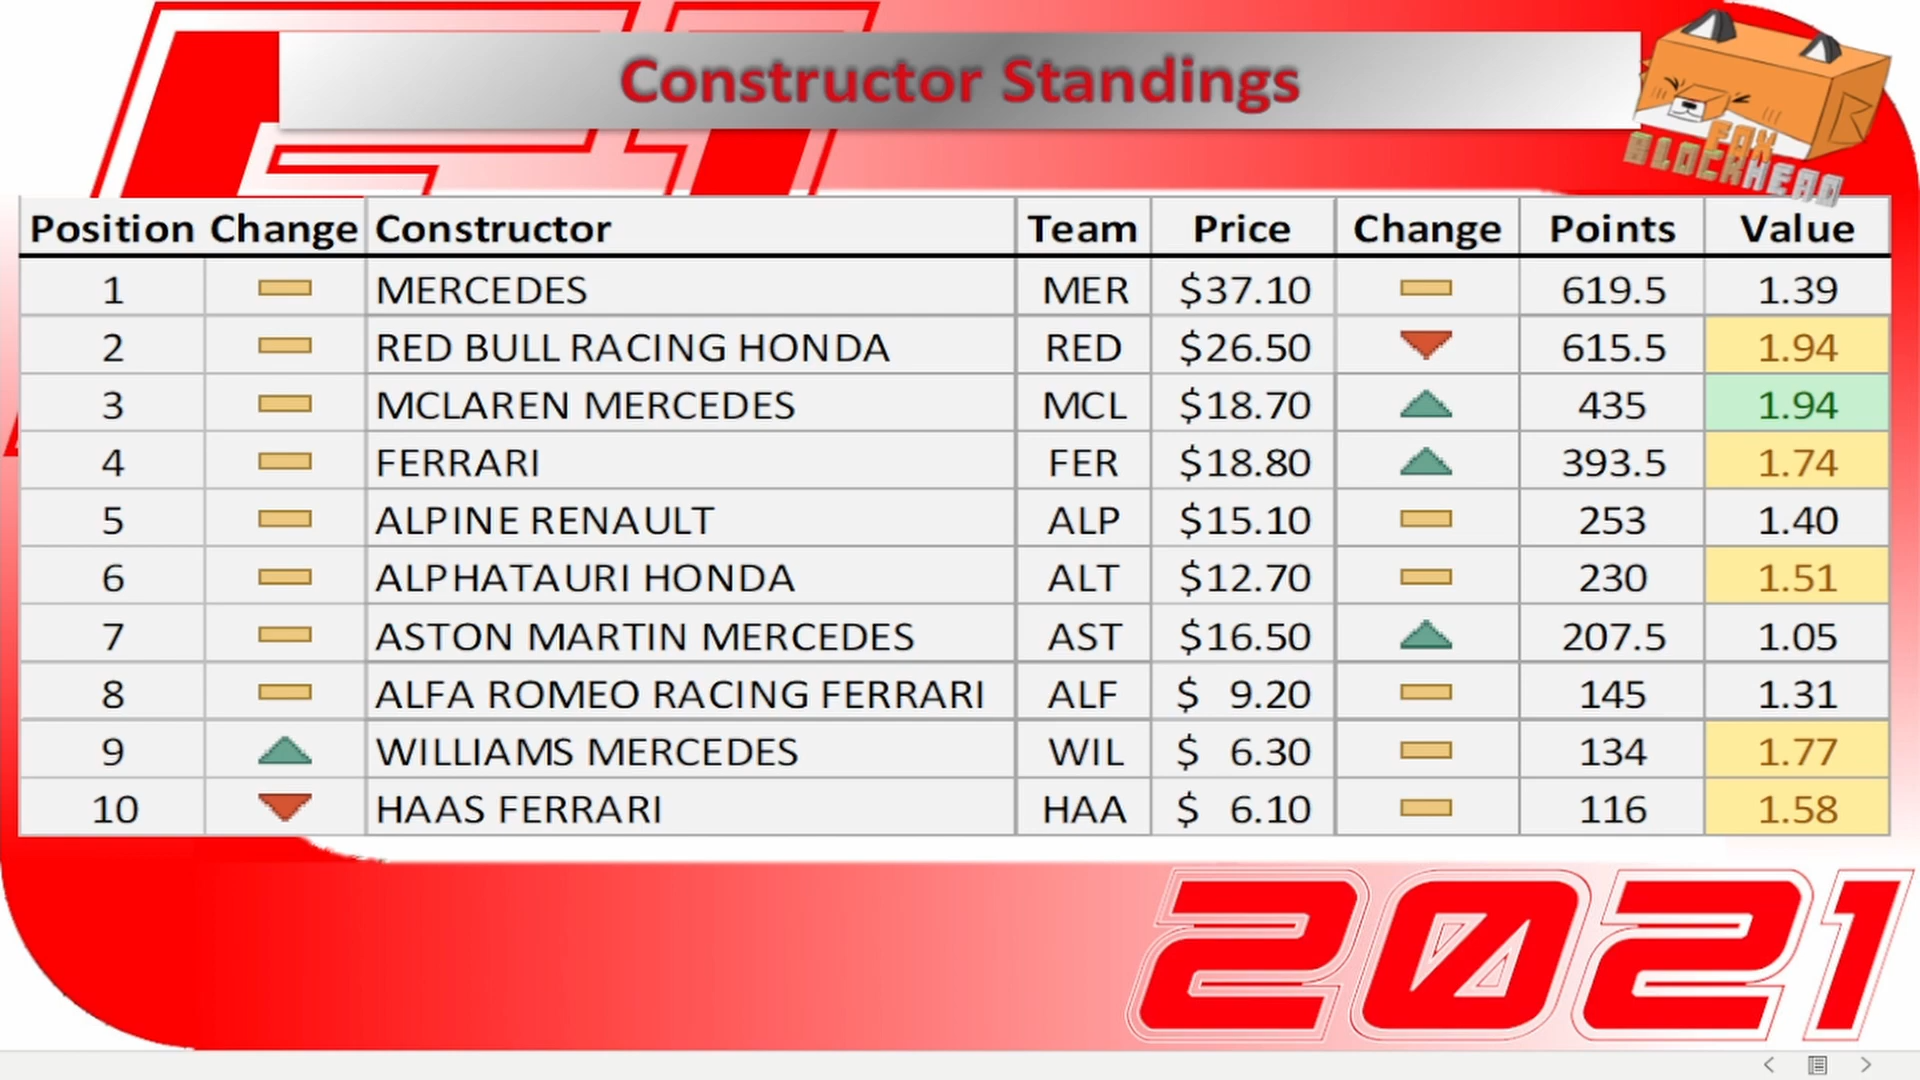 Constructor Standings
FOX
BLOCKHEAD
Position Change Constructor Team Price Change Points Value
1 MERCEDES MER $37.10 619.5 1.39
2 RED BULL RACING HONDA RED $26.50 615.5 1.94
3 MCLAREN MERCEDES MCL $18.70 435 1.94
4 FERRARI FER $18.80 393.5 1.74
5 ALPINE RENAULT ALP $15.10 253 1.40
6 ALPHATAURI HONDA ALT $12.70 230 1.51
7 ASTON MARTIN MERCEDES AST $16.50 207.5 1.05
8 ALFA ROMEO RACING FERRARI ALF $ 9.20 145 1.31
9 WILLIAMS MERCEDES WIL $ 6.30 134 1.77
10 HAAS FERRARI HAA $ 6.10 116 1.58
2021